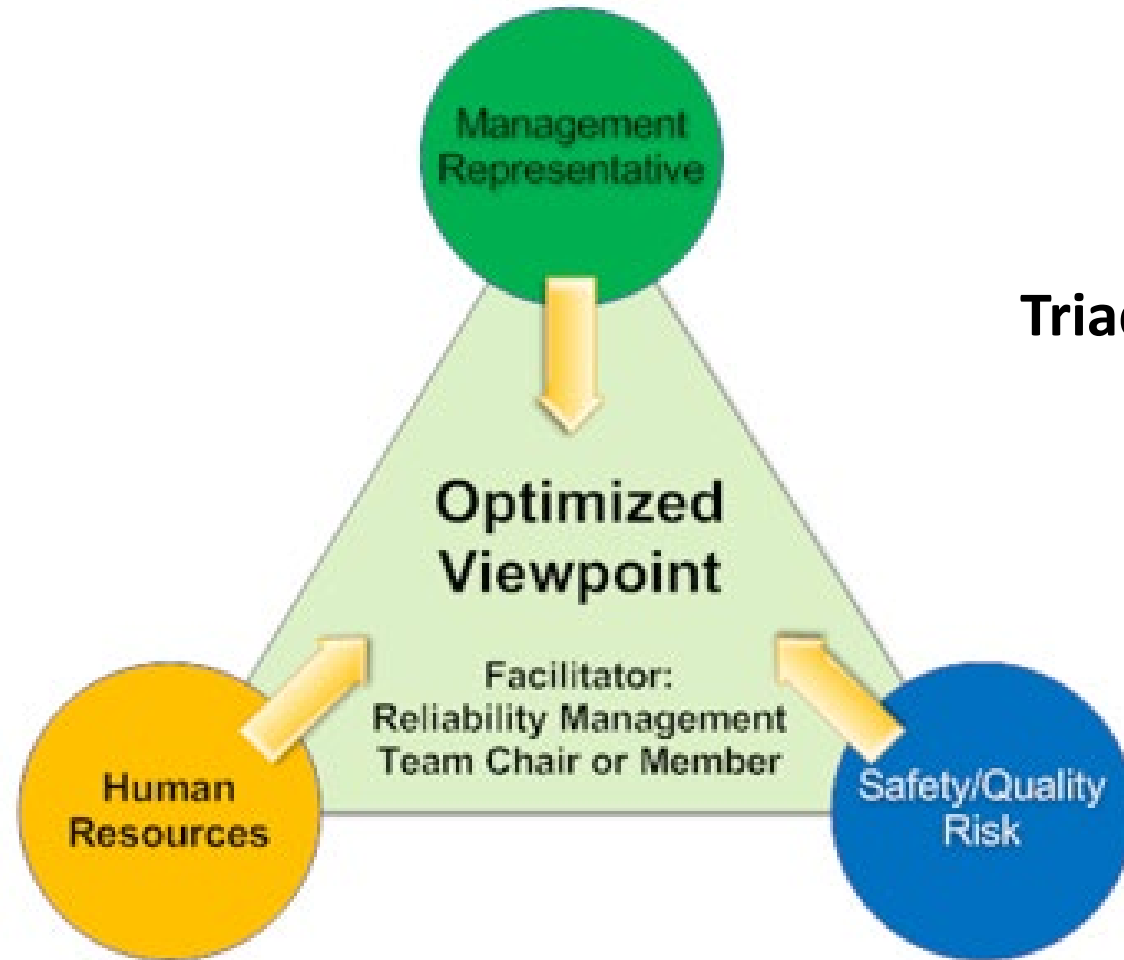 Management
Representative
Optimized
Viewpoint
Facilitator:
Reliability Management
Team Chair or Member
Human
Resources
Safety/Quality
Risk